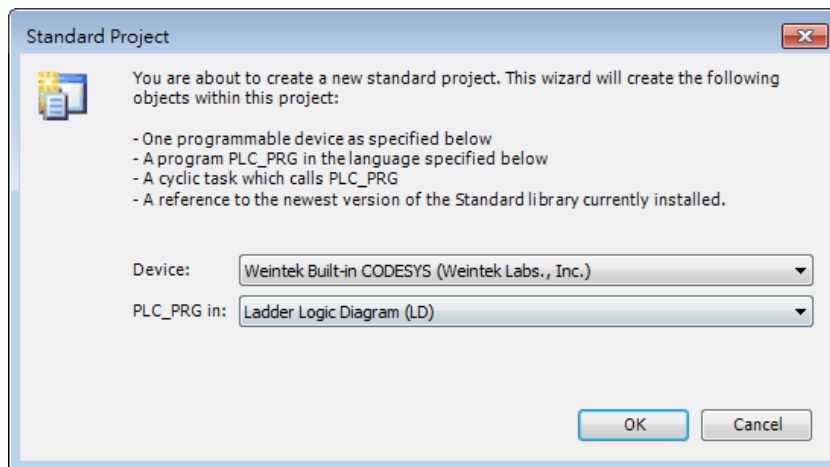 Standard Project
You are about to create a new standard project. This wizard will create the following
objects within this project:
- One programmable device as specified below
- A program PLC_PRG in the language specified below
- A cyclic task which calls PLC_PRG
- A reference to the newest version of the Standard library currently installed.
Device: Weintek Built-in CODESYS (Weintek Labs., Inc.)
PLC_PRG in: Ladder Logic Diagram (LD)
OK Cancel